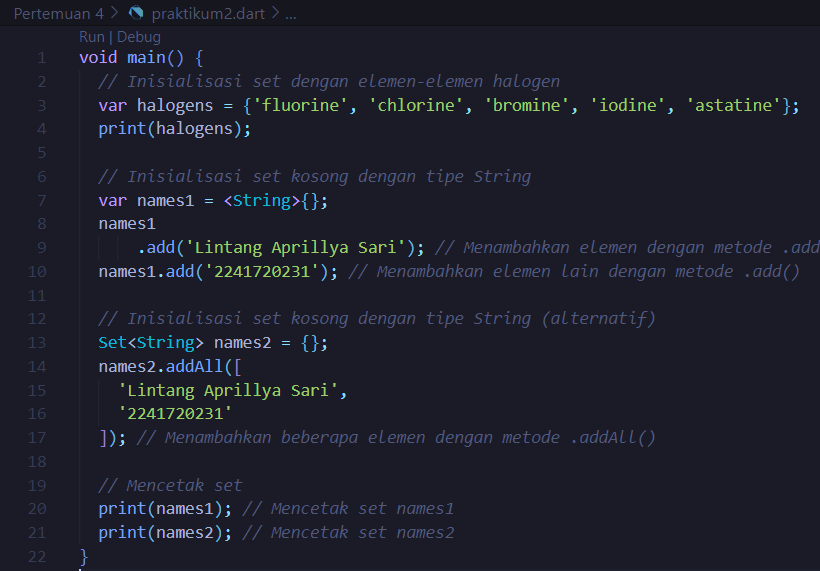 Pertemuan 4 > praktikum2.dart > ...
Run | Debug
1 void main() {
2 // Inisialisasi set dengan elemen-elemen halogen
3 var halogens = {'fluorine', 'chlorine', 'bromine', 'iodine', 'astatine'};
4 print(halogens);
5
6 // Inisialisasi set kosong dengan tipe String
7 var names1 = <String>{};
8 names1
9 .add('Lintang Aprillya Sari'); // Menambahkan elemen dengan metode .add
10 names1.add('2241720231'); // Menambahkan elemen lain dengan metode .add()
11
12 // Inisialisasi set kosong dengan tipe String (alternatif)
13 Set<String> names2 = {};
14 names2.addAll([
15 'Lintang Aprillya Sari',
16 '2241720231'
17 ]); // Menambahkan beberapa elemen dengan metode .addAll()
18
19 // Mencetak set
20 print(names1); // Mencetak set names1
21 print(names2); // Mencetak set names2
22 }